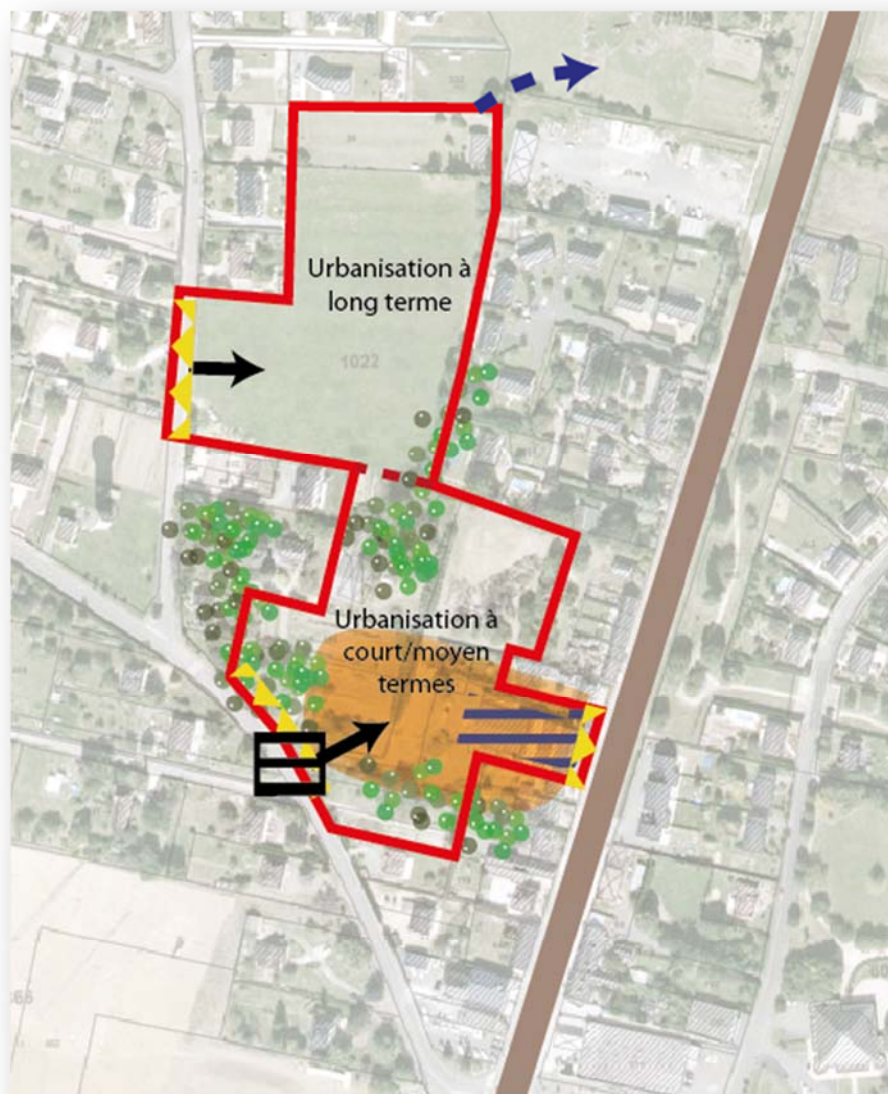 Urbanisation à
long terme
1022
Urbanisation à
court/moyen
termes